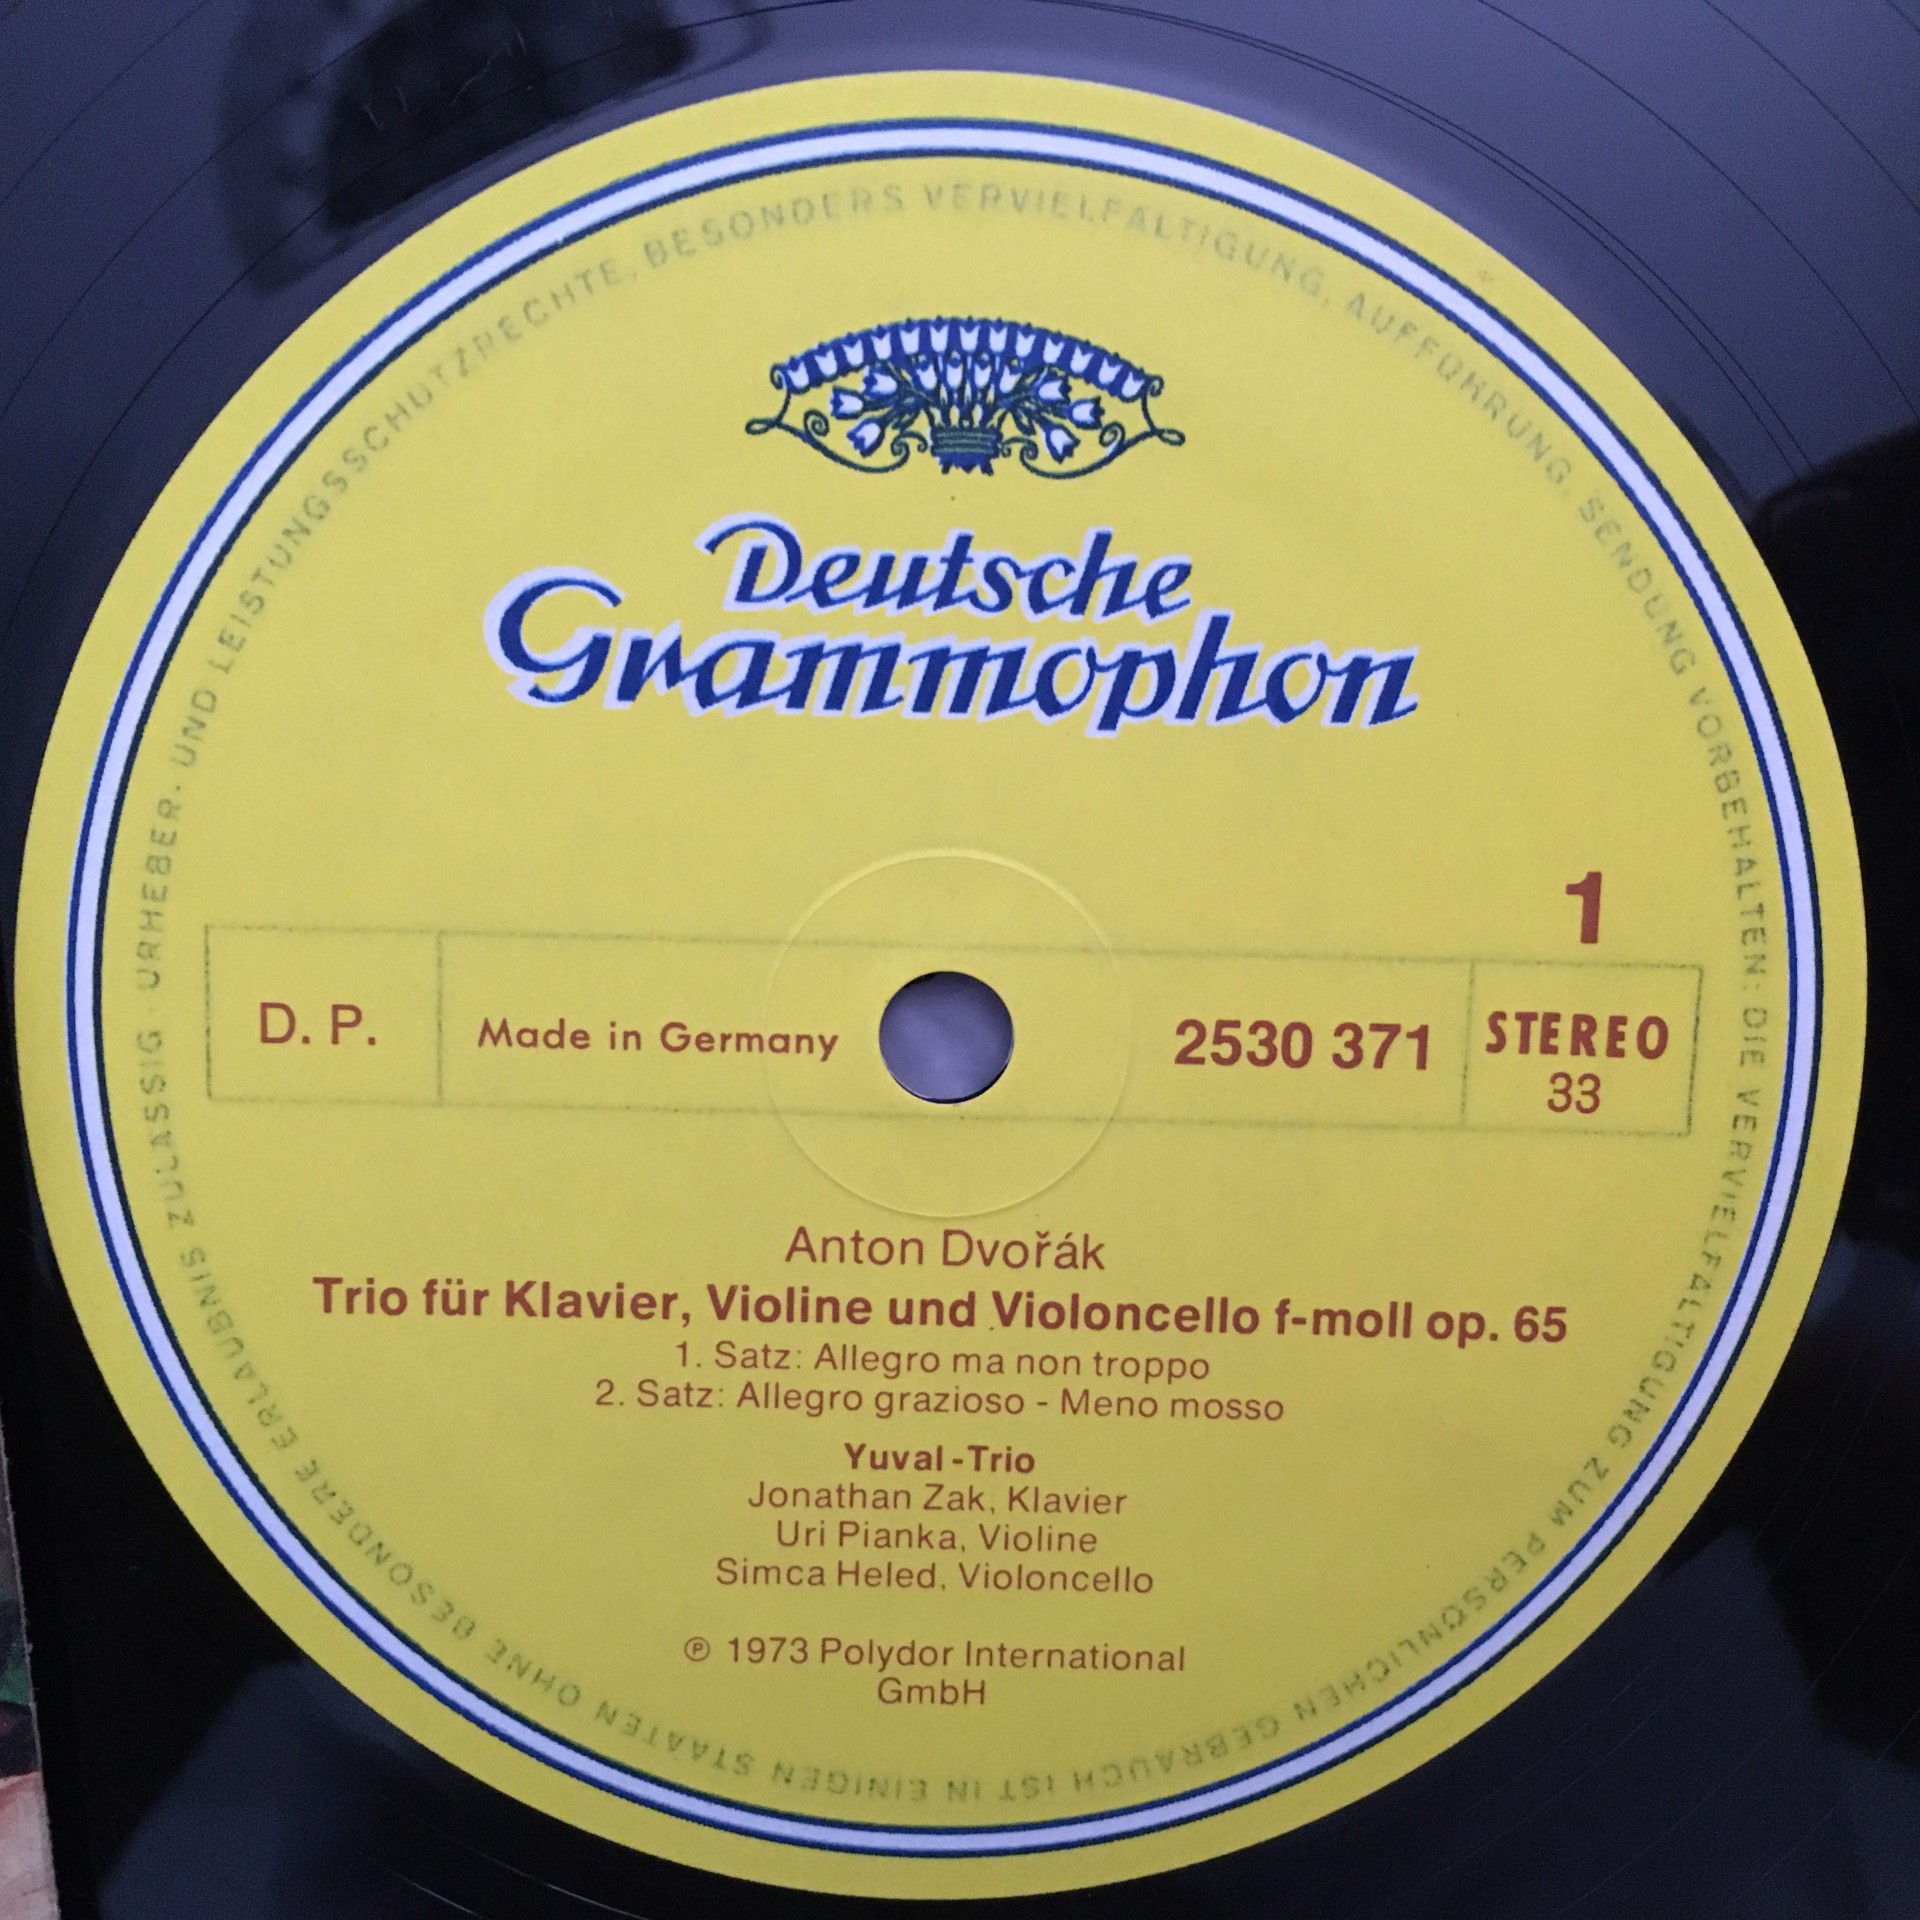 URHEBER- UND LEISTUNGSSCHUTZRECHTE, BESONDERS VERVIELFÄLTIGUNG, AUFFÜHRUNG, SENDUNG VORBEHALTEN: DIE VERVIELFÄLTIGUNG ZUM PERSÖNLICHEN GEBRAUCH IST IN EINIGEN STAATEN OHNE BESONDERE ERLAUBNIS ZULÄSSIG ·
Deutsche
Grammophon
1
D. P.
Made in Germany
2530 371
STEREO
33
Anton Dvořák
Trio für Klavier, Violine und Violoncello f-moll op. 65
1. Satz: Allegro ma non troppo
2. Satz: Allegro grazioso - Meno mosso
Yuval-Trio
Jonathan Zak, Klavier
Uri Pianka, Violine
Simca Heled, Violoncello
℗ 1973 Polydor International
GmbH